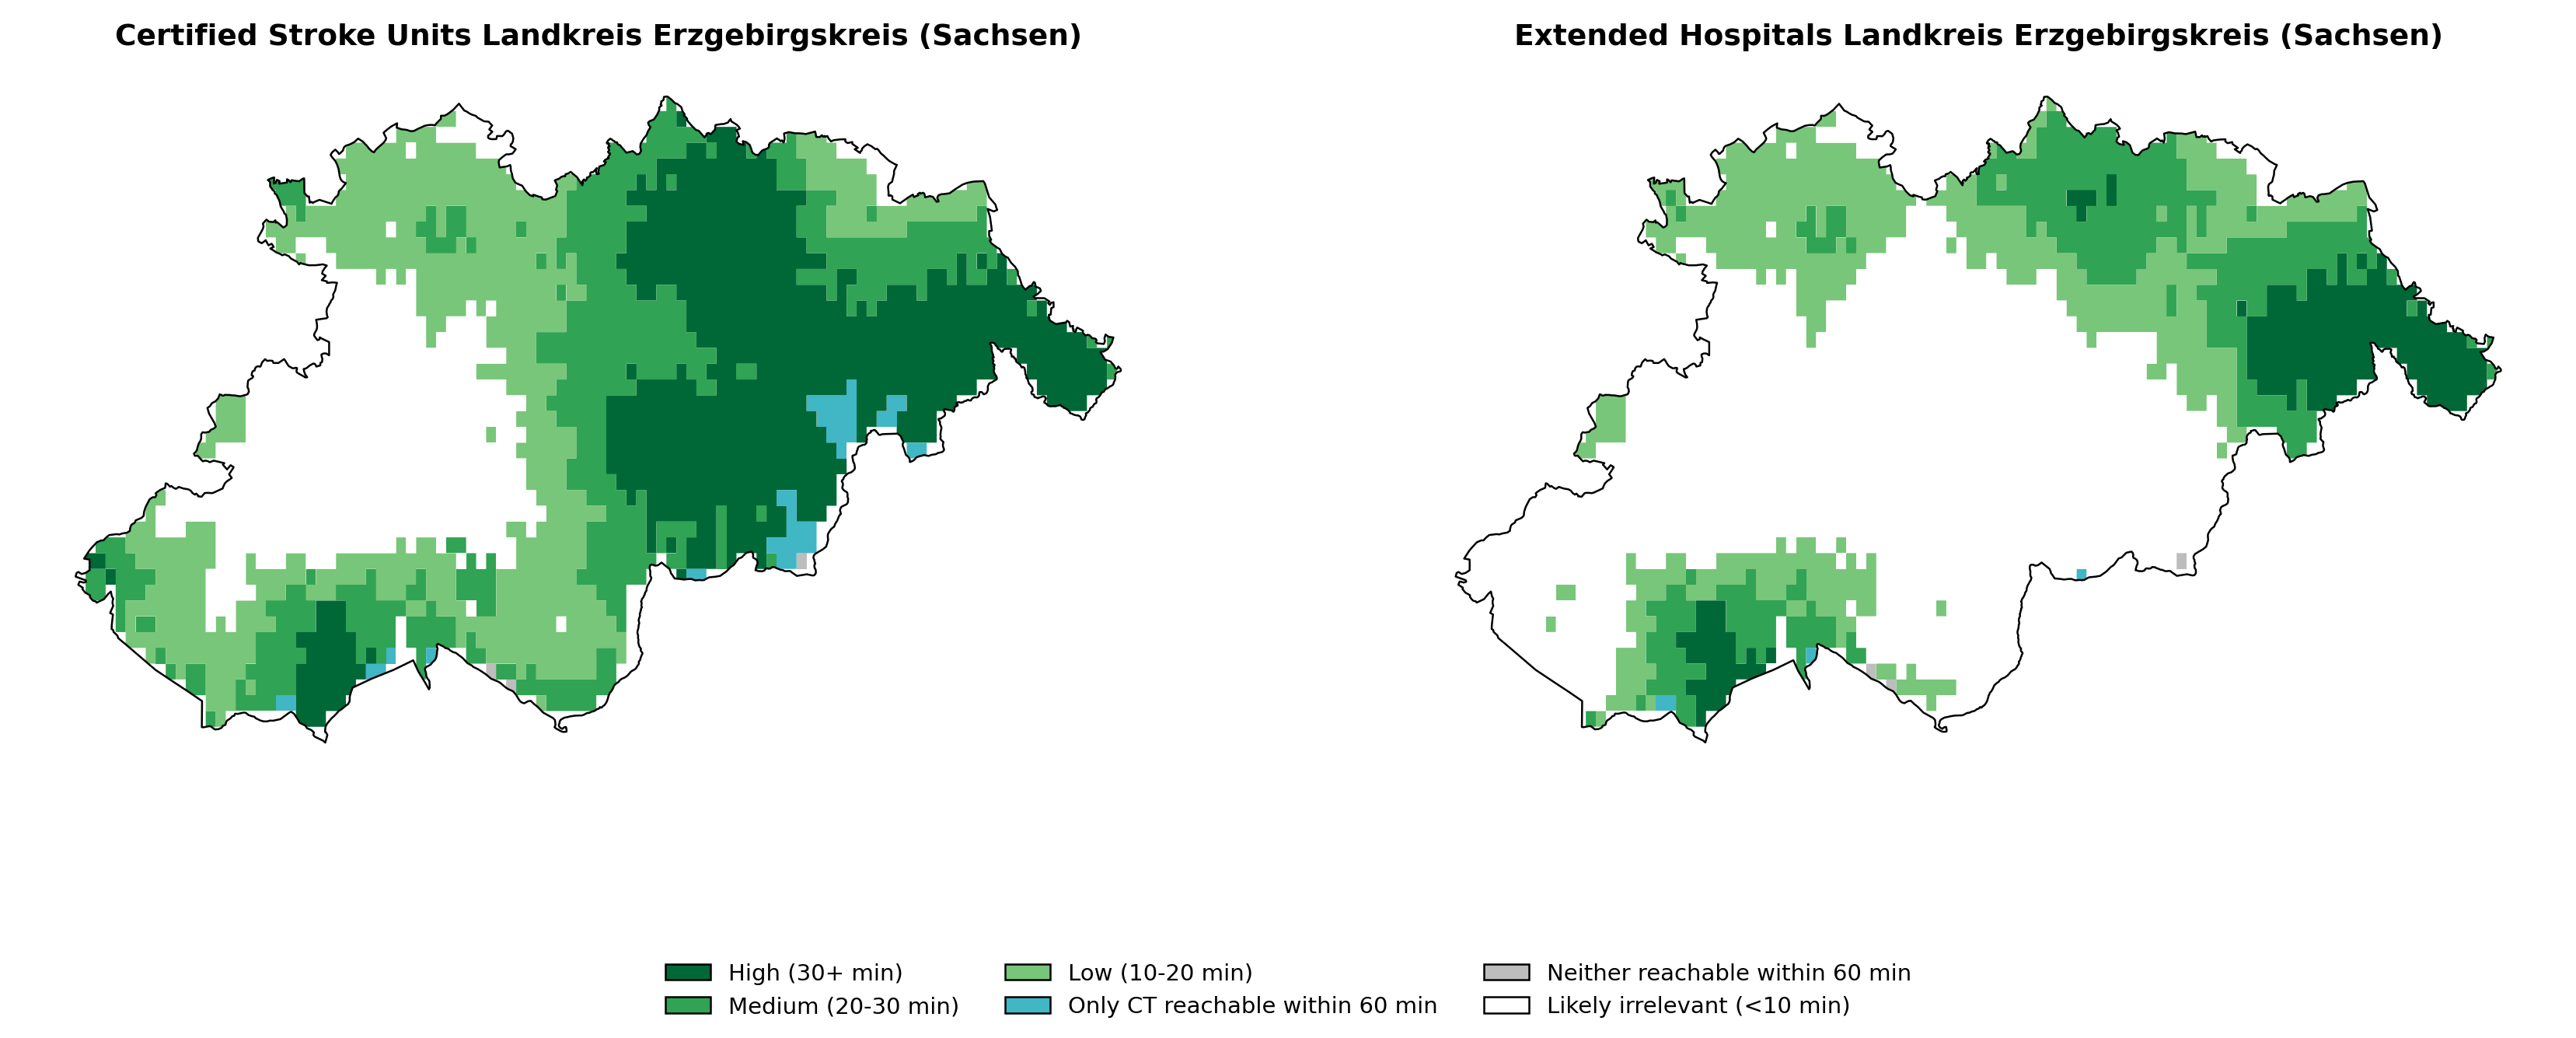 Certified Stroke Units Landkreis Erzgebirgskreis (Sachsen)
Extended Hospitals Landkreis Erzgebirgskreis (Sachsen)
High (30+ min)
Medium (20-30 min)
Low (10-20 min)
Only CT reachable within 60 min
Neither reachable within 60 min
Likely irrelevant (<10 min)